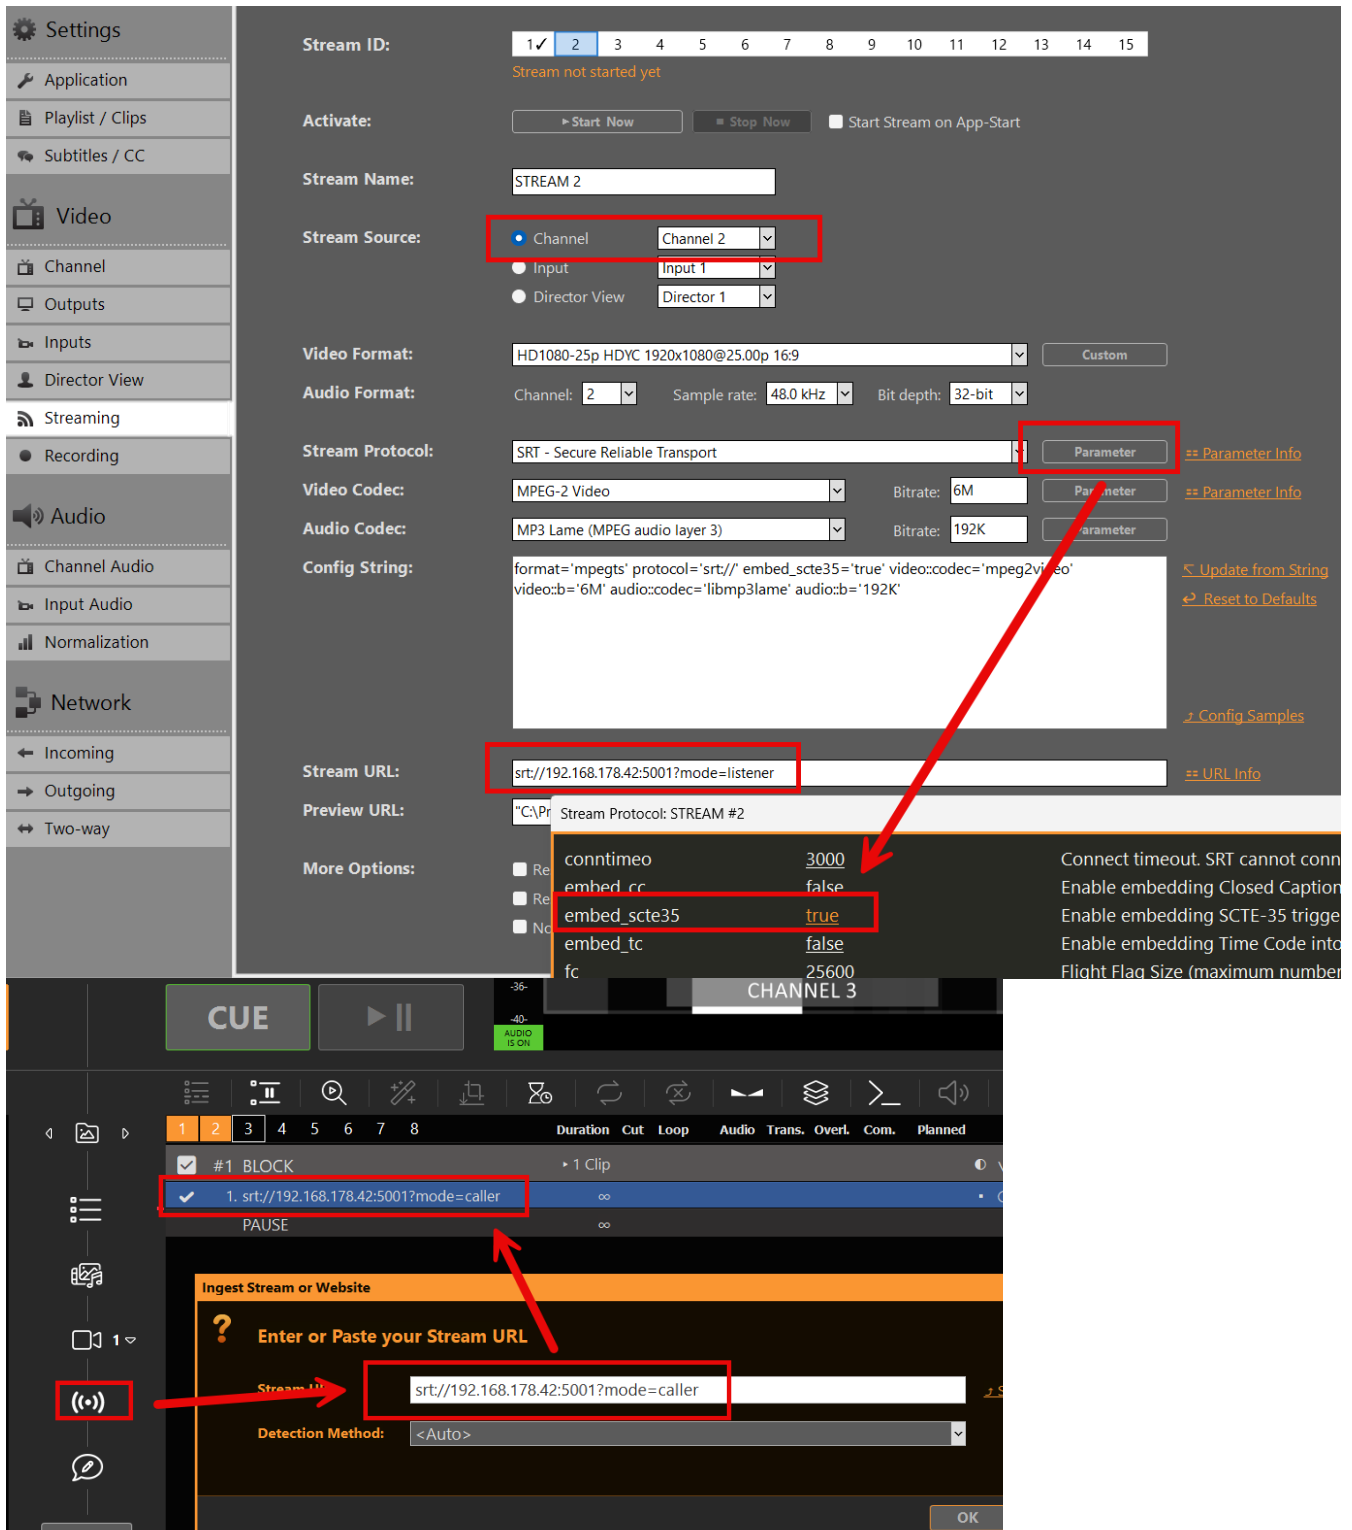 Settings
Application
Playlist / Clips
Subtitles / CC
Video
Channel
Outputs
Inputs
Director View
Streaming
Recording
Audio
Channel Audio
Input Audio
Normalization
Network
Incoming
Outgoing
Two-way
Stream ID: 1✓ 2 3 4 5 6 7 8 9 10 11 12 13 14 15
Stream not started yet
Activate: Start Now Stop Now Start Stream on App-Start
Stream Name: STREAM 2
Stream Source: Channel Channel 2
Input Input 1
Director View Director 1
Video Format: HD1080-25p HDYC 1920x1080@25.00p 16:9 Custom
Audio Format: Channel: 2 Sample rate: 48.0 kHz Bit depth: 32-bit
Stream Protocol: SRT - Secure Reliable Transport Parameter Parameter Info
Video Codec: MPEG-2 Video Bitrate: 6M Parameter Parameter Info
Audio Codec: MP3 Lame (MPEG audio layer 3) Bitrate: 192K Parameter
Config String: format='mpegts' protocol='srt://' embed_scte35='true' video::codec='mpeg2video'
video::b='6M' audio::codec='libmp3lame' audio::b='192K'
Update from String
Reset to Defaults
Config Samples
Stream URL: srt://192.168.178.42:5001?mode=listener URL Info
Preview URL: "C:\Pr
More Options: Re
Re
No
Stream Protocol: STREAM #2
conntimeo 3000 Connect timeout. SRT cannot conn
embed_cc false Enable embedding Closed Caption
embed_scte35 true Enable embedding SCTE-35 trigge
embed_tc false Enable embedding Time Code into
fc 25600 Flight Flag Size (maximum number
CUE
-36-
-40-
AUDIO
IS ON
CHANNEL 3
1 2 3 4 5 6 7 8 Duration Cut Loop Audio Trans. Overl. Com. Planned
#1 BLOCK 1 Clip
1. srt://192.168.178.42:5001?mode=caller ∞
PAUSE ∞
1
Ingest Stream or Website
? Enter or Paste your Stream URL
srt://192.168.178.42:5001?mode=caller
Detection Method: <Auto>
OK